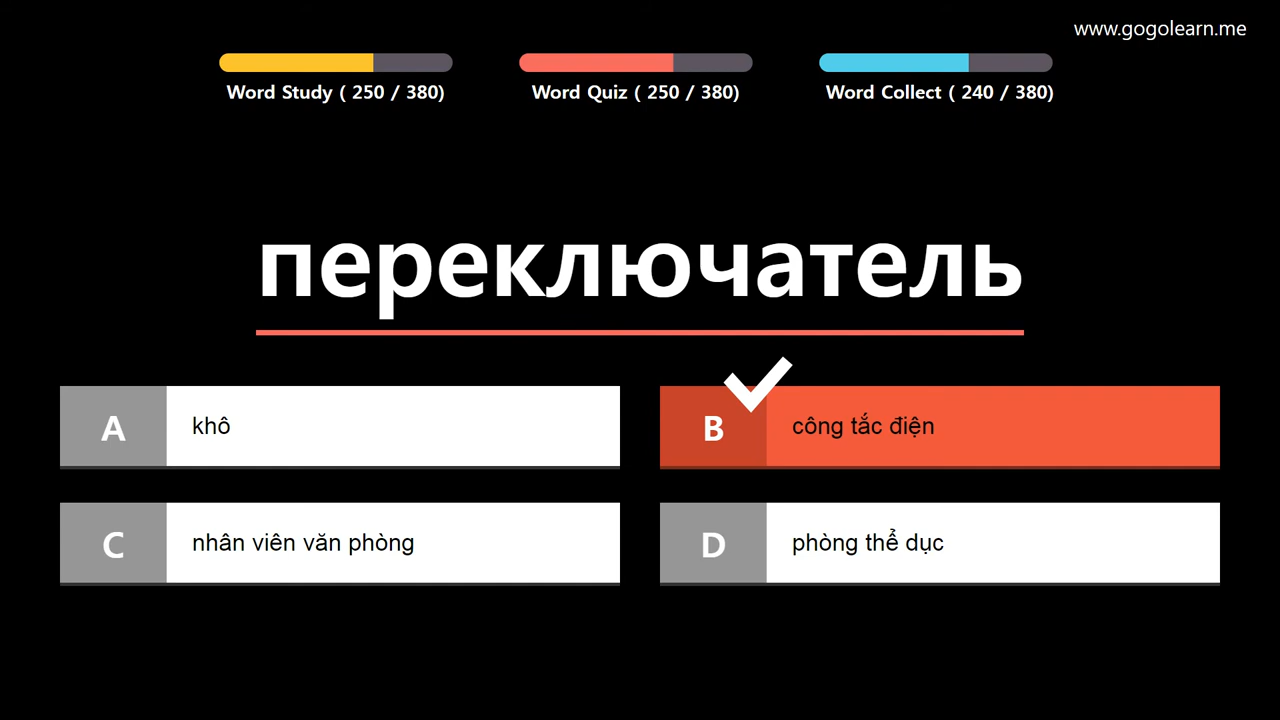 www.gogolearn.me
Word Study ( 250 / 380)
Word Quiz ( 250 / 380)
Word Collect ( 240 / 380)
переключатель
A khô
B công tắc điện
C nhân viên văn phòng
D phòng thể dục